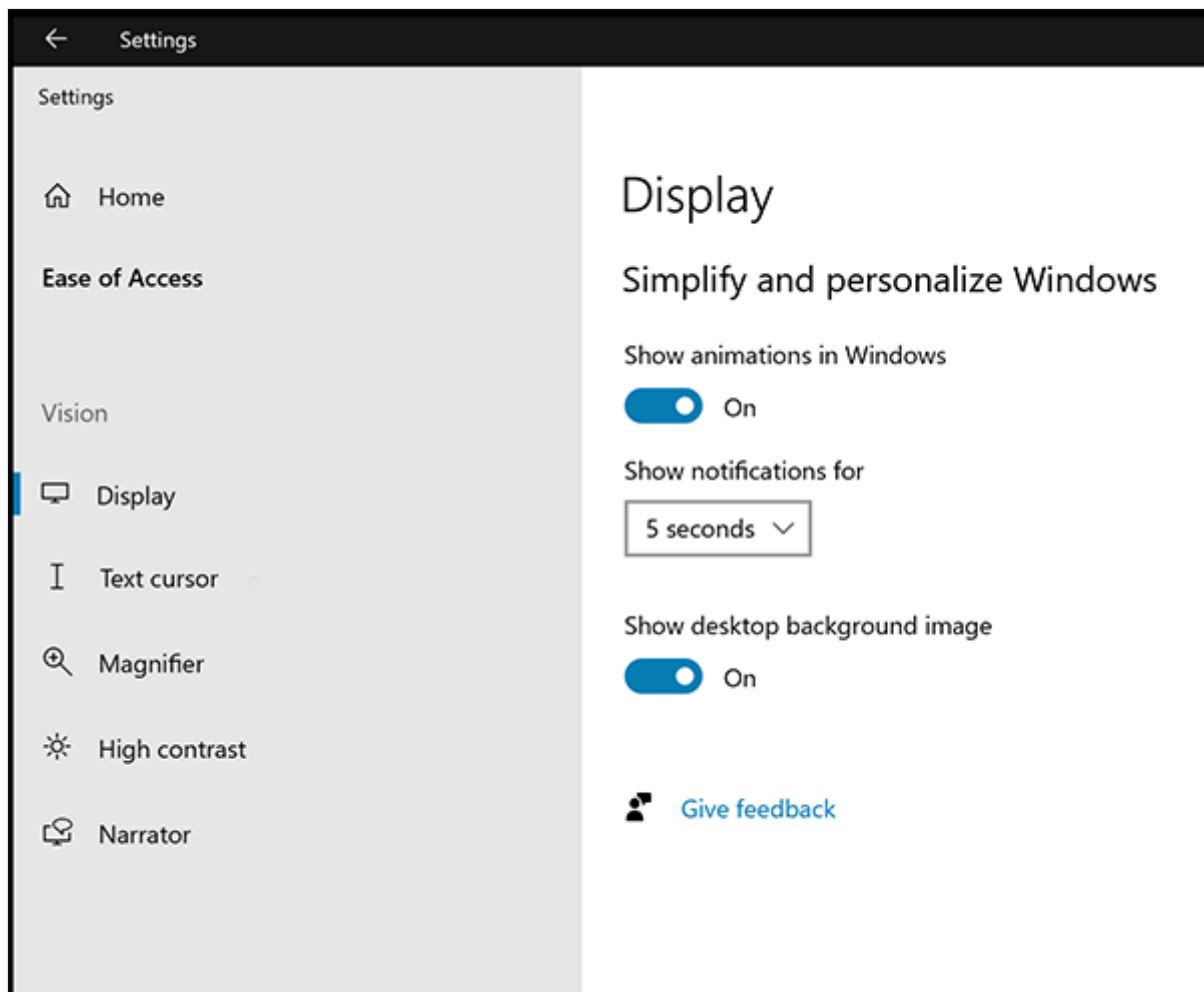 Settings
Settings
Home
Ease of Access
Vision
Display
Text cursor
Magnifier
High contrast
Narrator
Display
Simplify and personalize Windows
Show animations in Windows
On
Show notifications for
5 seconds
Show desktop background image
On
Give feedback